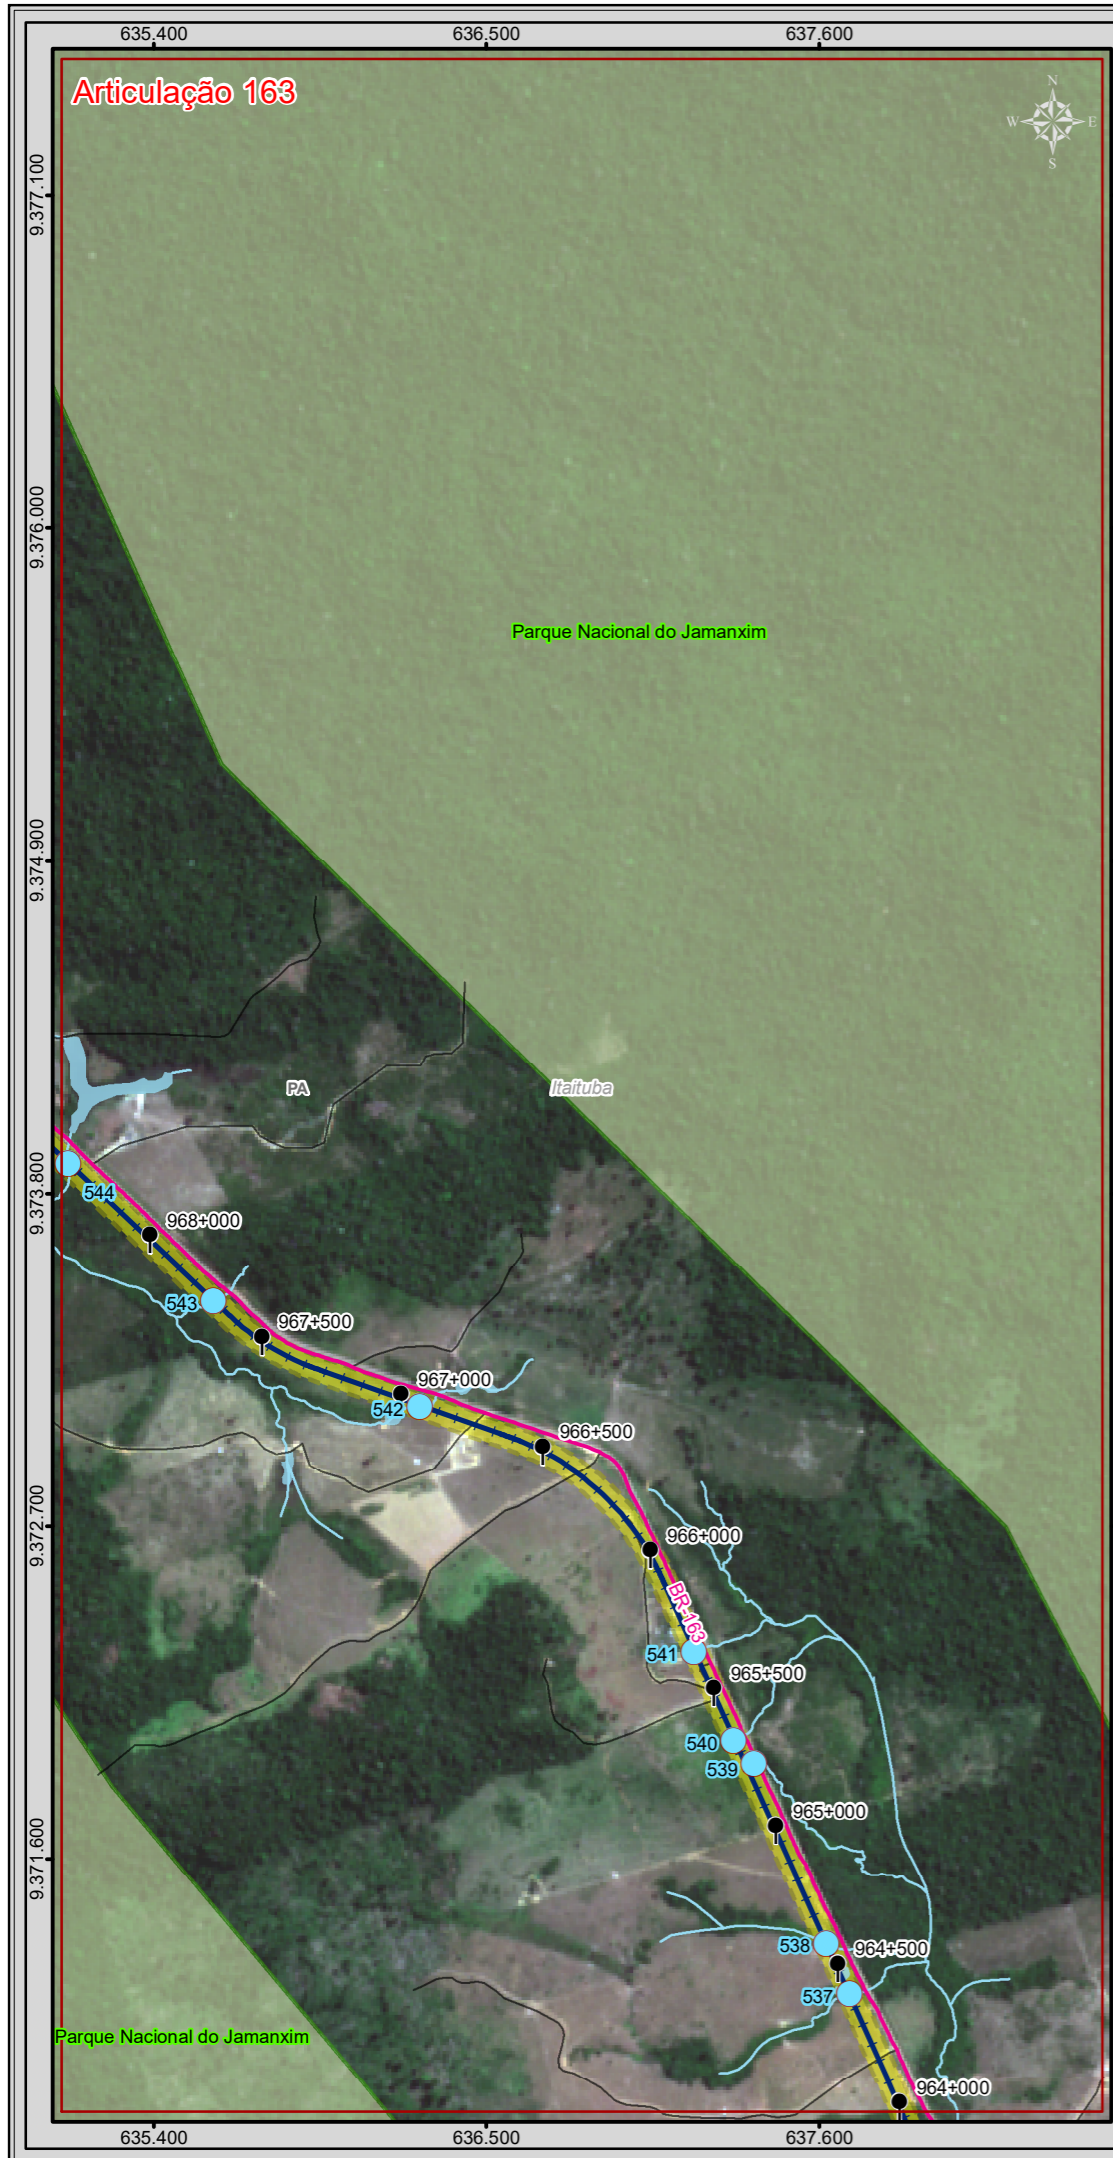 635.400
636.500
637.600
Articulação 163
N
W
E
S
9.377.100
9.376.000
Parque Nacional do Jamanxim
9.374.900
PA
Itaituba
9.373.800
544
968+000
543
967+500
967+000
542
966+500
9.372.700
966+000
BR-163
541
965+500
540
539
965+000
9.371.600
538
964+500
537
Parque Nacional do Jamanxim
964+000
635.400
636.500
637.600